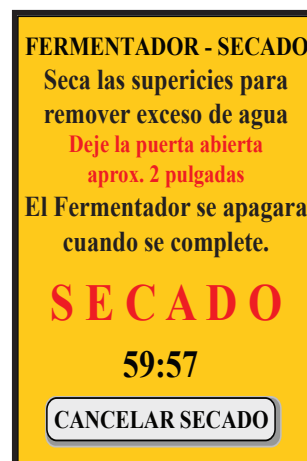 FERMENTADOR - SECADO
Seca las supericies para
remover exceso de agua
Deje la puerta abierta
aprox. 2 pulgadas
El Fermentador se apagara
cuando se complete.
S E C A D O
59:57
CANCELAR SECADO